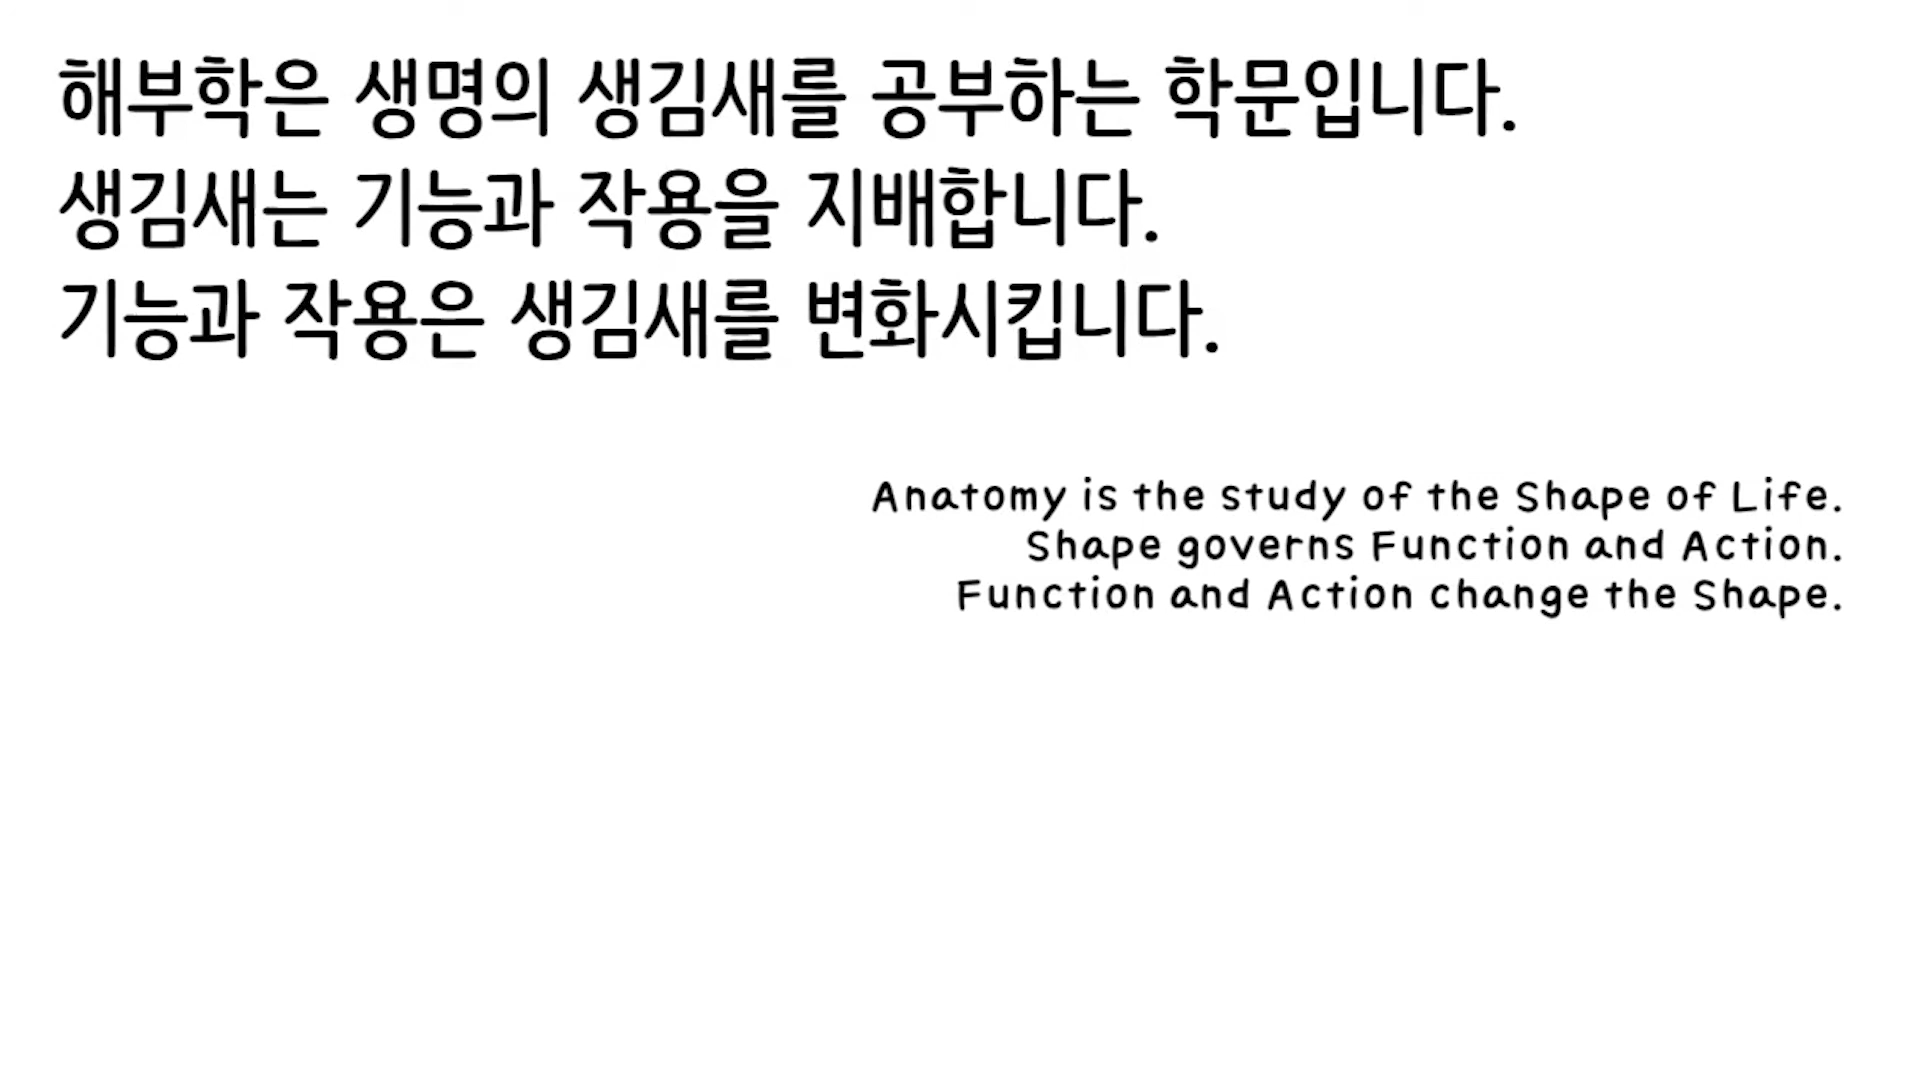 해부학은 생명의 생김새를 공부하는 학문입니다.
생김새는 기능과 작용을 지배합니다.
기능과 작용은 생김새를 변화시킵니다.
Anatomy is the study of the Shape of Life.
Shape governs Function and Action.
Function and Action change the Shape.